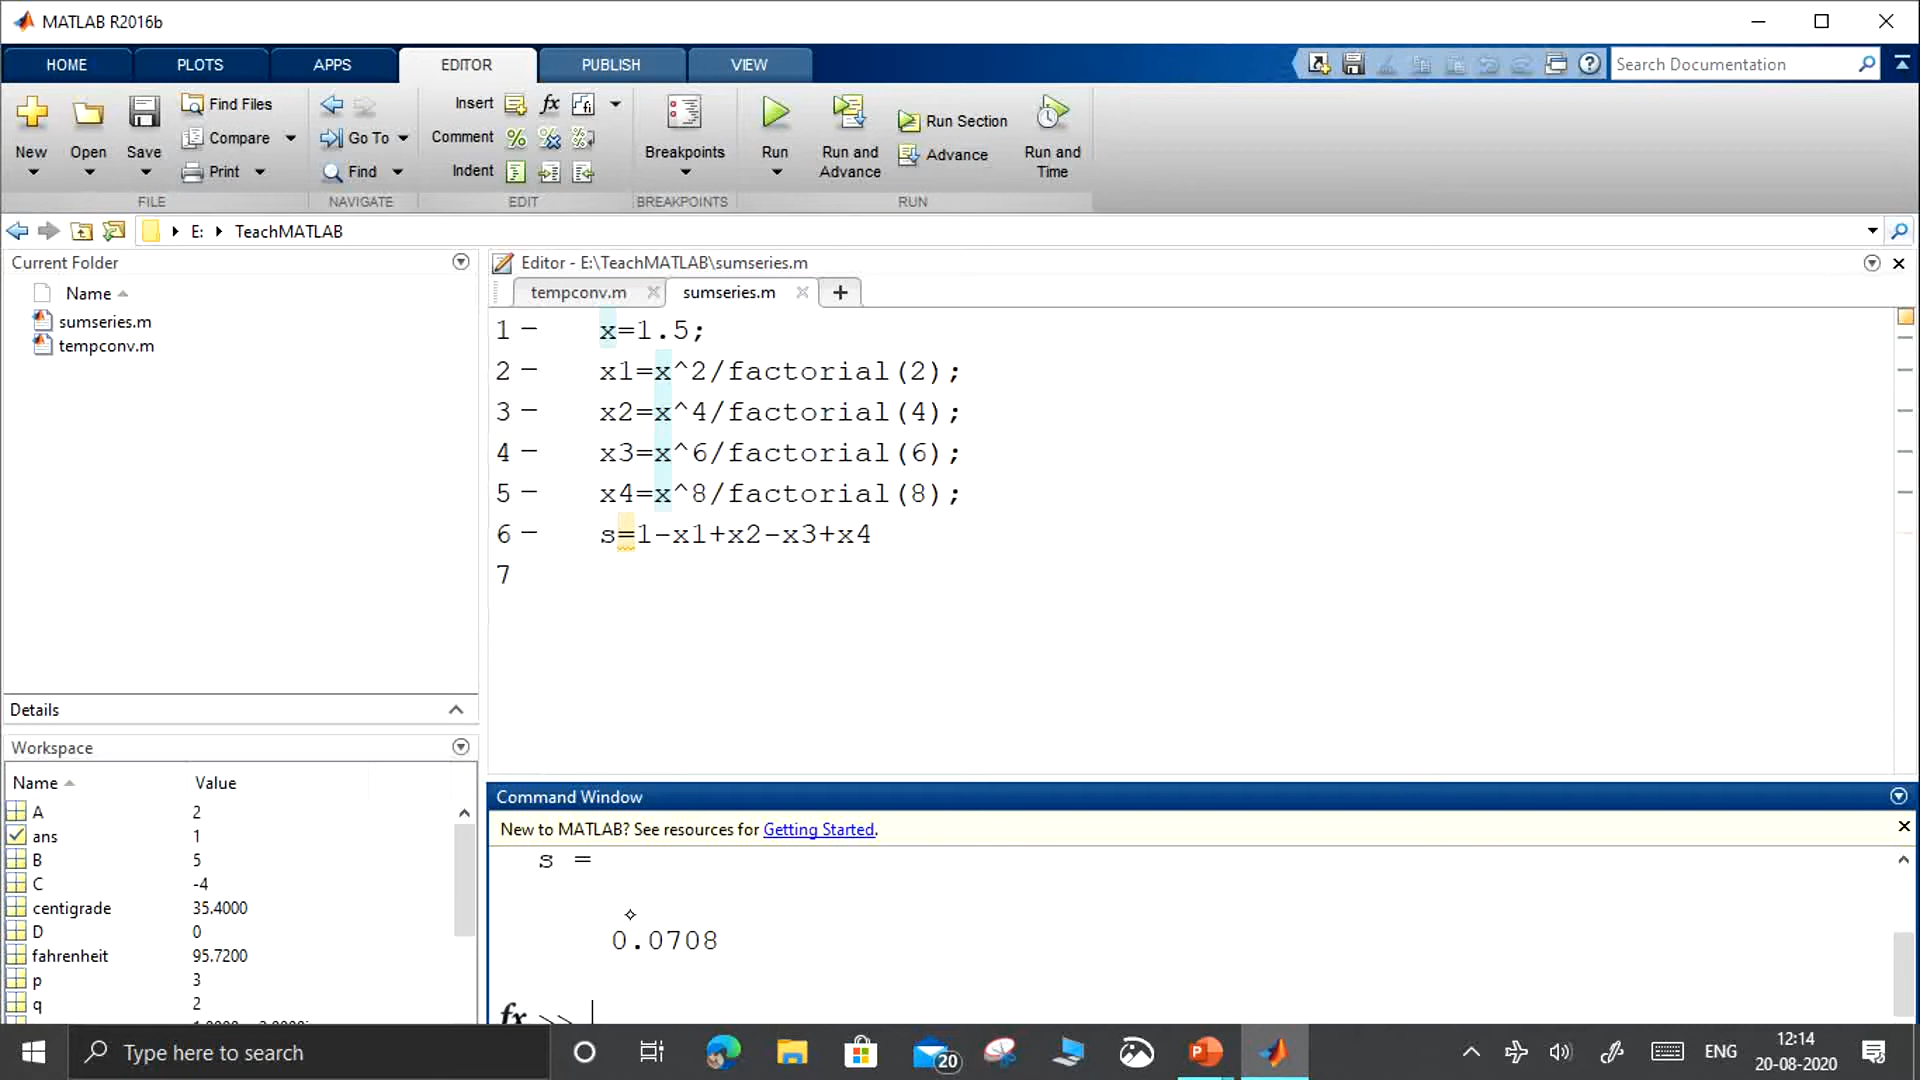 MATLAB R2016b
HOME PLOTS APPS EDITOR PUBLISH VIEW
Search Documentation
New Open Save
Find Files
Compare
Print
Go To
Find
Insert fx
Comment
Indent
Breakpoints
Run
Run and Advance
Run Section
Advance
Run and Time
FILE NAVIGATE EDIT BREAKPOINTS RUN
E: TeachMATLAB
Current Folder
Name
sumseries.m
tempconv.m
Details
Workspace
Name Value
A 2
ans 1
B 5
C -4
centigrade 35.4000
D 0
fahrenheit 95.7200
p 3
q 2
Editor - E:\TeachMATLAB\sumseries.m
tempconv.m sumseries.m
1 x=1.5;
2 x1=x^2/factorial(2);
3 x2=x^4/factorial(4);
4 x3=x^6/factorial(6);
5 x4=x^8/factorial(8);
6 s=1-x1+x2-x3+x4
7
Command Window
New to MATLAB? See resources for Getting Started.
s =
0.0708
fx >>
Type here to search
20
ENG
12:14
20-08-2020